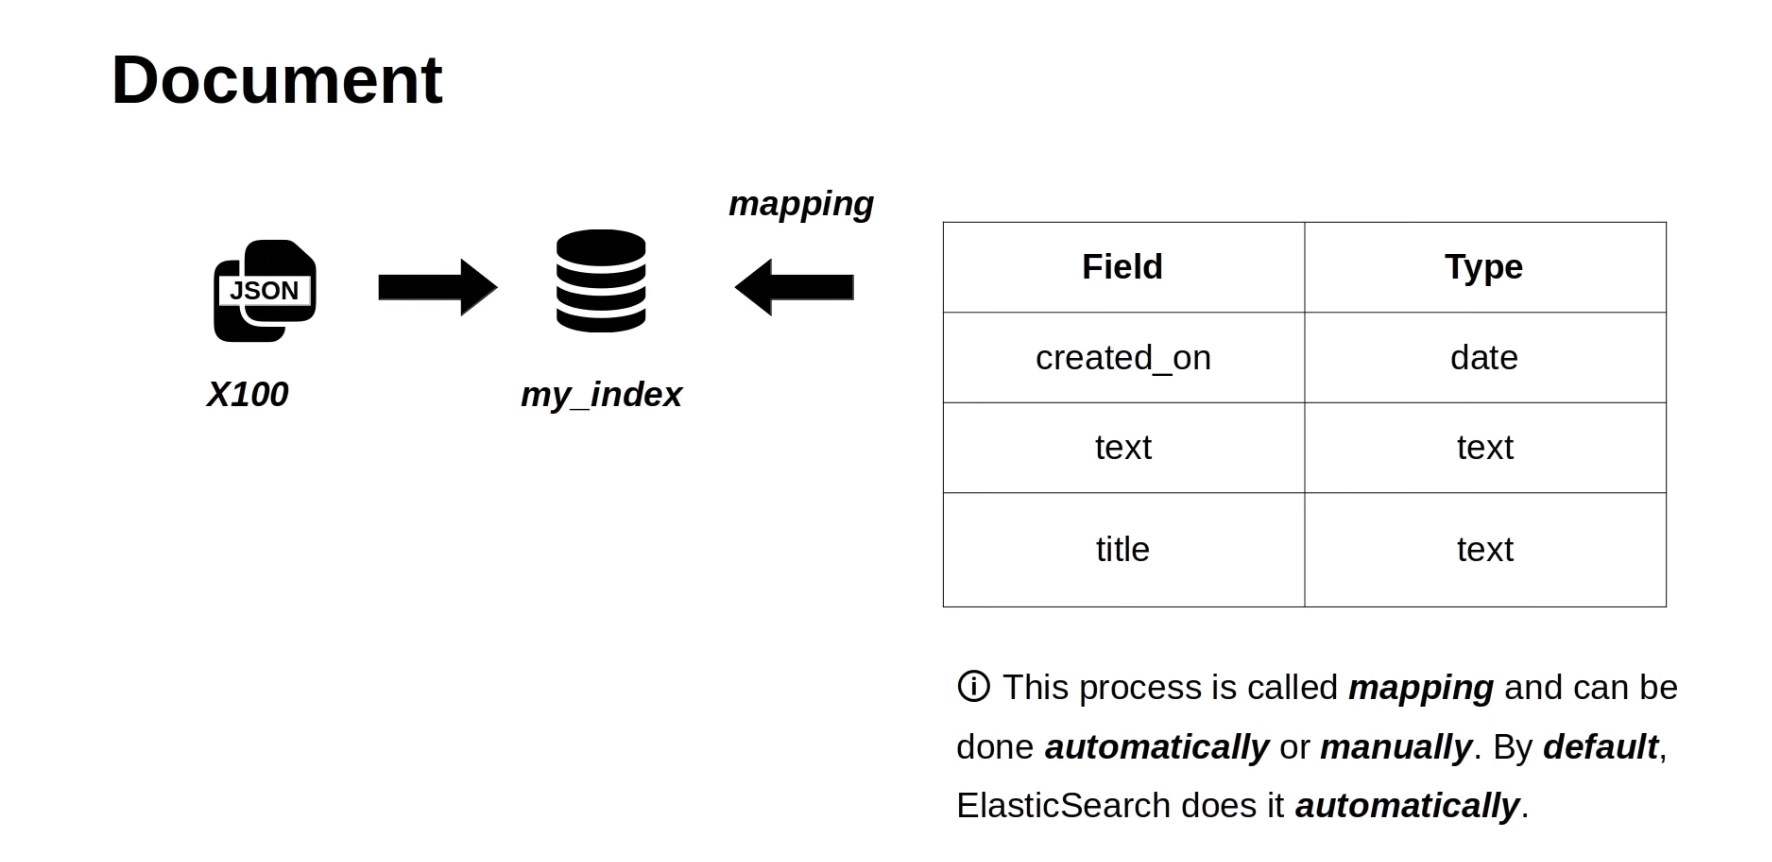 Document
mapping
JSON
X100
my_index
Field Type
created_on date
text text
title text
This process is called mapping and can be
done automatically or manually. By default,
ElasticSearch does it automatically.